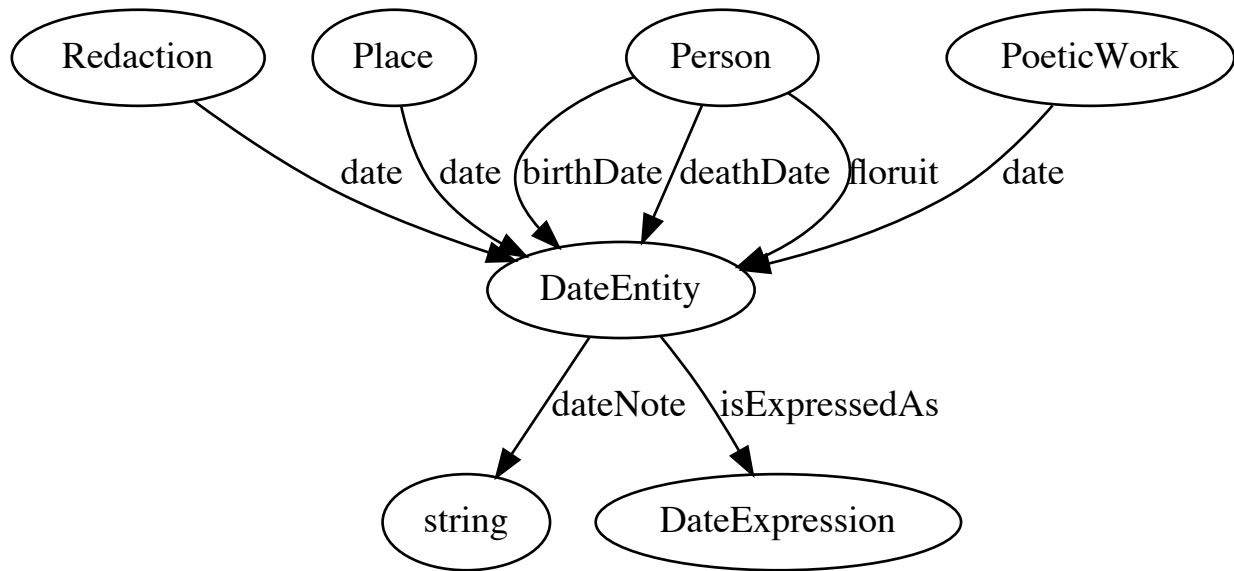 Redaction Place Person PoeticWork
date date birthDate deathDate floruit date
DateEntity
dateNote isExpressedAs
string DateExpression